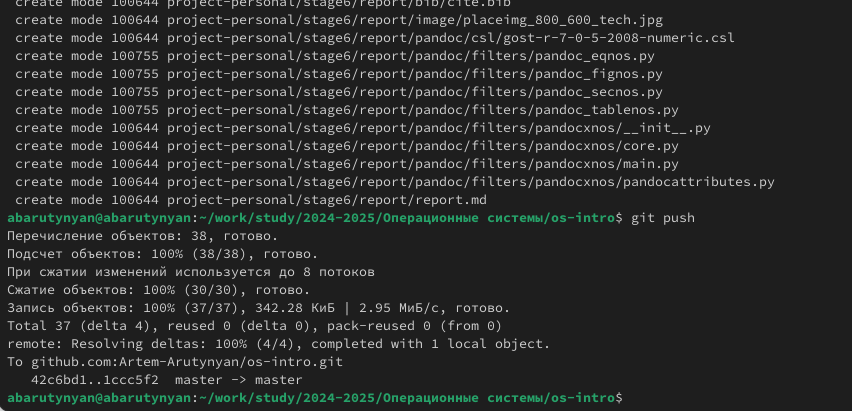 create mode 100644 project-personal/stage6/report/bib/cite.bib
create mode 100644 project-personal/stage6/report/image/placeimg_800_600_tech.jpg
create mode 100644 project-personal/stage6/report/pandoc/csl/gost-r-7-0-5-2008-numeric.csl
create mode 100755 project-personal/stage6/report/pandoc/filters/pandoc_eqnos.py
create mode 100755 project-personal/stage6/report/pandoc/filters/pandoc_fignos.py
create mode 100755 project-personal/stage6/report/pandoc/filters/pandoc_secnos.py
create mode 100755 project-personal/stage6/report/pandoc/filters/pandoc_tablenos.py
create mode 100644 project-personal/stage6/report/pandoc/filters/pandocxnos/__init__.py
create mode 100644 project-personal/stage6/report/pandoc/filters/pandocxnos/core.py
create mode 100644 project-personal/stage6/report/pandoc/filters/pandocxnos/main.py
create mode 100644 project-personal/stage6/report/pandoc/filters/pandocxnos/pandocattributes.py
create mode 100644 project-personal/stage6/report/report.md
abarutynyan@abarutynyan:~/work/study/2024-2025/Операционные системы/os-intro$ git push
Перечисление объектов: 38, готово.
Подсчет объектов: 100% (38/38), готово.
При сжатии изменений используется до 8 потоков
Сжатие объектов: 100% (30/30), готово.
Запись объектов: 100% (37/37), 342.28 КиБ | 2.95 МиБ/с, готово.
Total 37 (delta 4), reused 0 (delta 0), pack-reused 0 (from 0)
remote: Resolving deltas: 100% (4/4), completed with 1 local object.
To github.com:Artem-Arutynyan/os-intro.git
42c6bd1..1ccc5f2  master -> master
abarutynyan@abarutynyan:~/work/study/2024-2025/Операционные системы/os-intro$